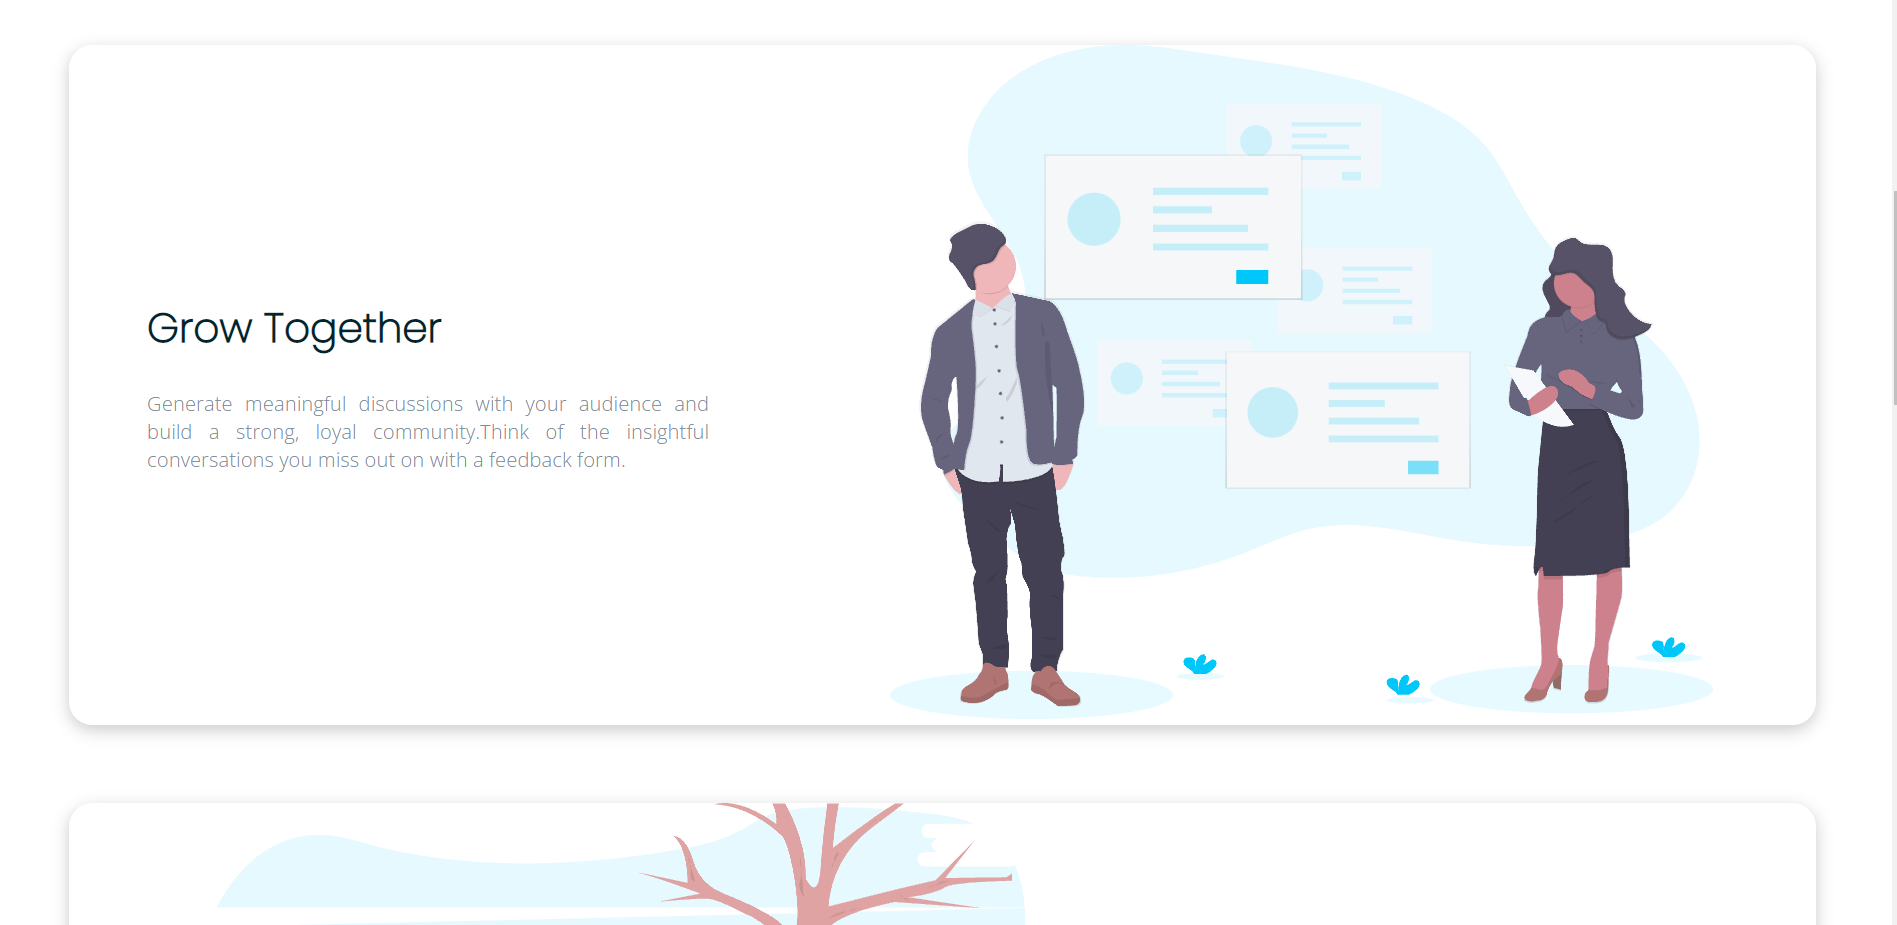 Grow Together
Generate meaningful discussions with your audience and
build a strong, loyal community.Think of the insightful
conversations you miss out on with a feedback form.